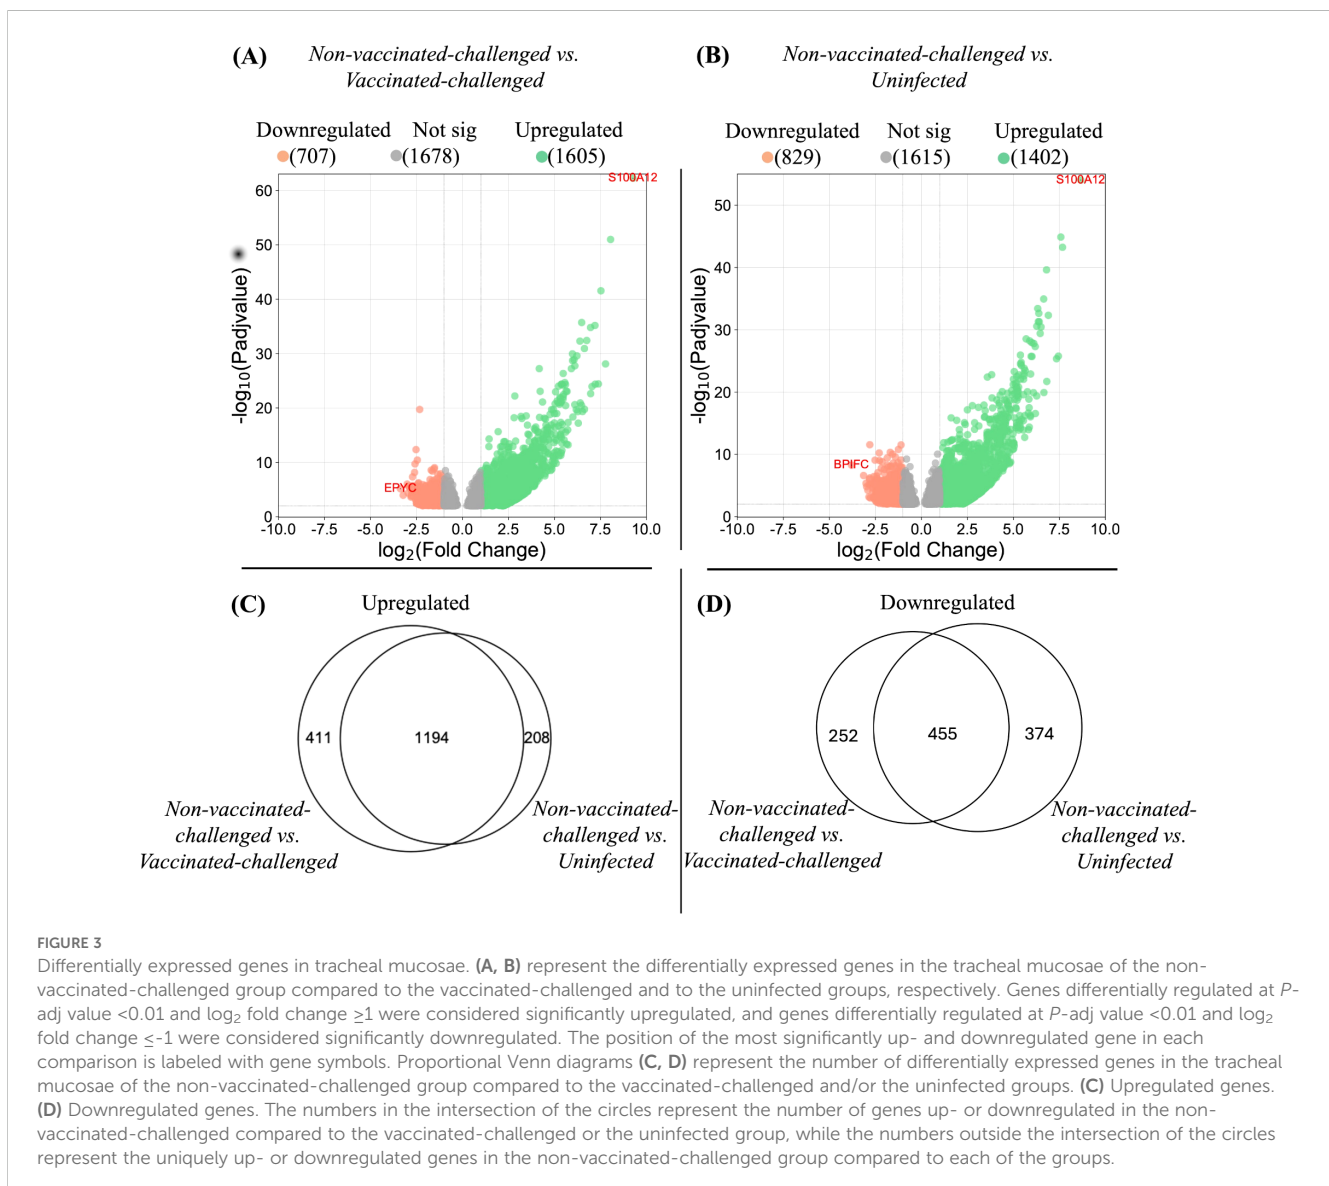 (A)
Non-vaccinated-challenged vs.
Vaccinated-challenged
Downregulated Not sig Upregulated
(707) (1678) (1605)
S100A12
60
50
40
30
20
10
0
-log10(Padjvalue)
EPYC
-10.0 -7.5 -5.0 -2.5 0.0 2.5 5.0 7.5 10.0
log2(Fold Change)
(B)
Non-vaccinated-challenged vs.
Uninfected
Downregulated Not sig Upregulated
(829) (1615) (1402)
S100A12
50
40
30
20
10
0
-log10(Padjvalue)
BPIFC
-10.0 -7.5 -5.0 -2.5 0.0 2.5 5.0 7.5 10.0
log2(Fold Change)
(C)
Upregulated
411 1194 208
Non-vaccinated-
challenged vs.
Vaccinated-challenged
Non-vaccinated-
challenged vs.
Uninfected
(D)
Downregulated
252 455 374
Non-vaccinated-
challenged vs.
Vaccinated-challenged
Non-vaccinated-
challenged vs.
Uninfected
FIGURE 3
Differentially expressed genes in tracheal mucosae. (A, B) represent the differentially expressed genes in the tracheal mucosae of the non-
vaccinated-challenged group compared to the vaccinated-challenged and to the uninfected groups, respectively. Genes differentially regulated at P-
adj value <0.01 and log2 fold change ≥1 were considered significantly upregulated, and genes differentially regulated at P-adj value <0.01 and log2
fold change ≤-1 were considered significantly downregulated. The position of the most significantly up- and downregulated gene in each
comparison is labeled with gene symbols. Proportional Venn diagrams (C, D) represent the number of differentially expressed genes in the tracheal
mucosae of the non-vaccinated-challenged group compared to the vaccinated-challenged and/or the uninfected groups. (C) Upregulated genes.
(D) Downregulated genes. The numbers in the intersection of the circles represent the number of genes up- or downregulated in the non-
vaccinated-challenged compared to the vaccinated-challenged or the uninfected group, while the numbers outside the intersection of the circles
represent the uniquely up- or downregulated genes in the non-vaccinated-challenged group compared to each of the groups.